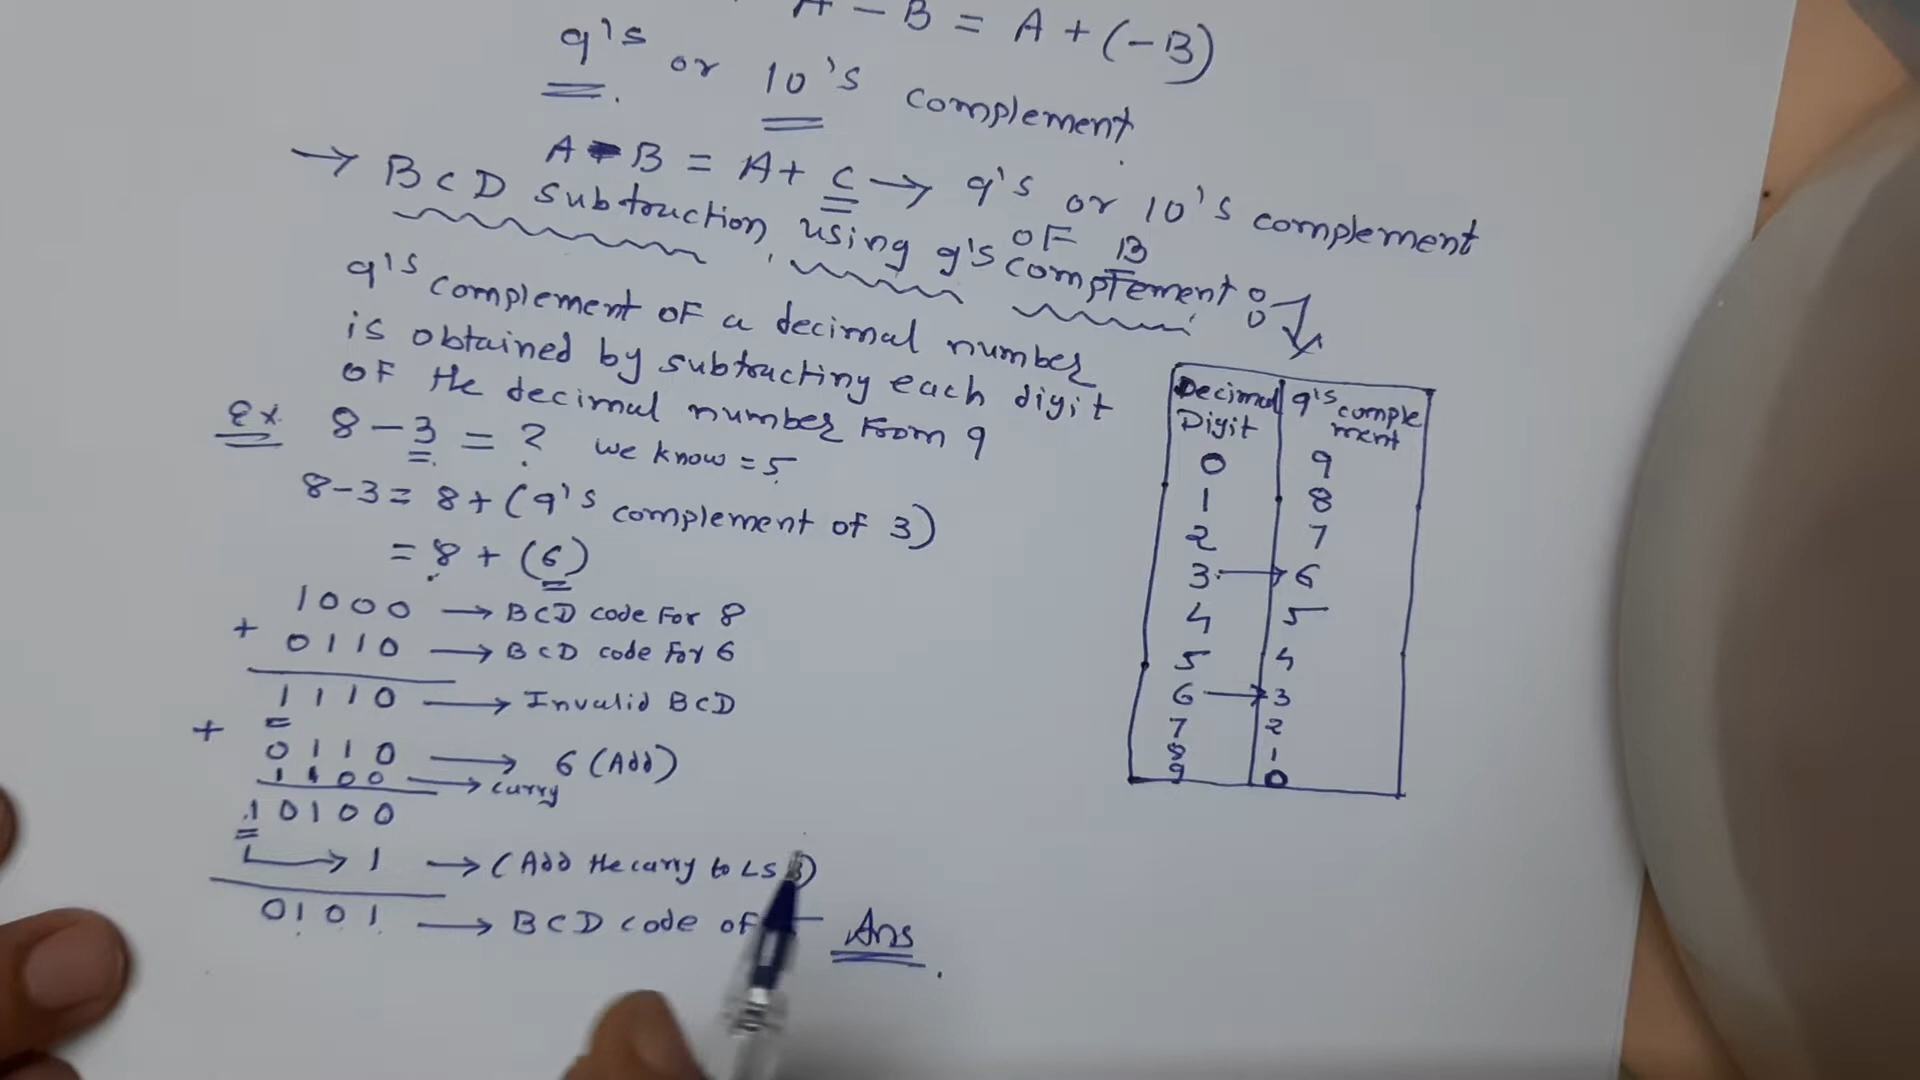 A - B = A + (-B)
9's or 10's complement
A - B = A + C → 9's or 10's complement
OF B
→ BCD Subtruction using 9's complement :
9's complement OF a decimal number
is obtained by subtructing each digit
OF the decimal number From 9
Ex 8 - 3 = ? we know = 5
8-3 = 8 + (9's complement of 3)
= 8 + (6)
1000 → BCD code For 8
+ 0110 → BCD code For 6
1110 → Invalid BCD
+ 0110 → 6 (Add)
1100 → carry
10100
1 → (Add the carry to LSB)
0101 → BCD code of Ans
Decimal Digit 9's complement
0 9
1 8
2 7
3 → 6
4 5
5 4
6 → 3
7 2
8 1
9 0